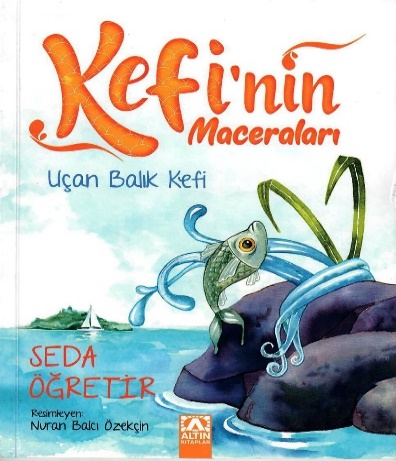 Kefi'nin
Maceraları
Uçan Balık Kefi
SEDA
ÖĞRETİR
Resimleyen:
Nuran Balcı Özekçin
ALTIN
KİTAPLAR